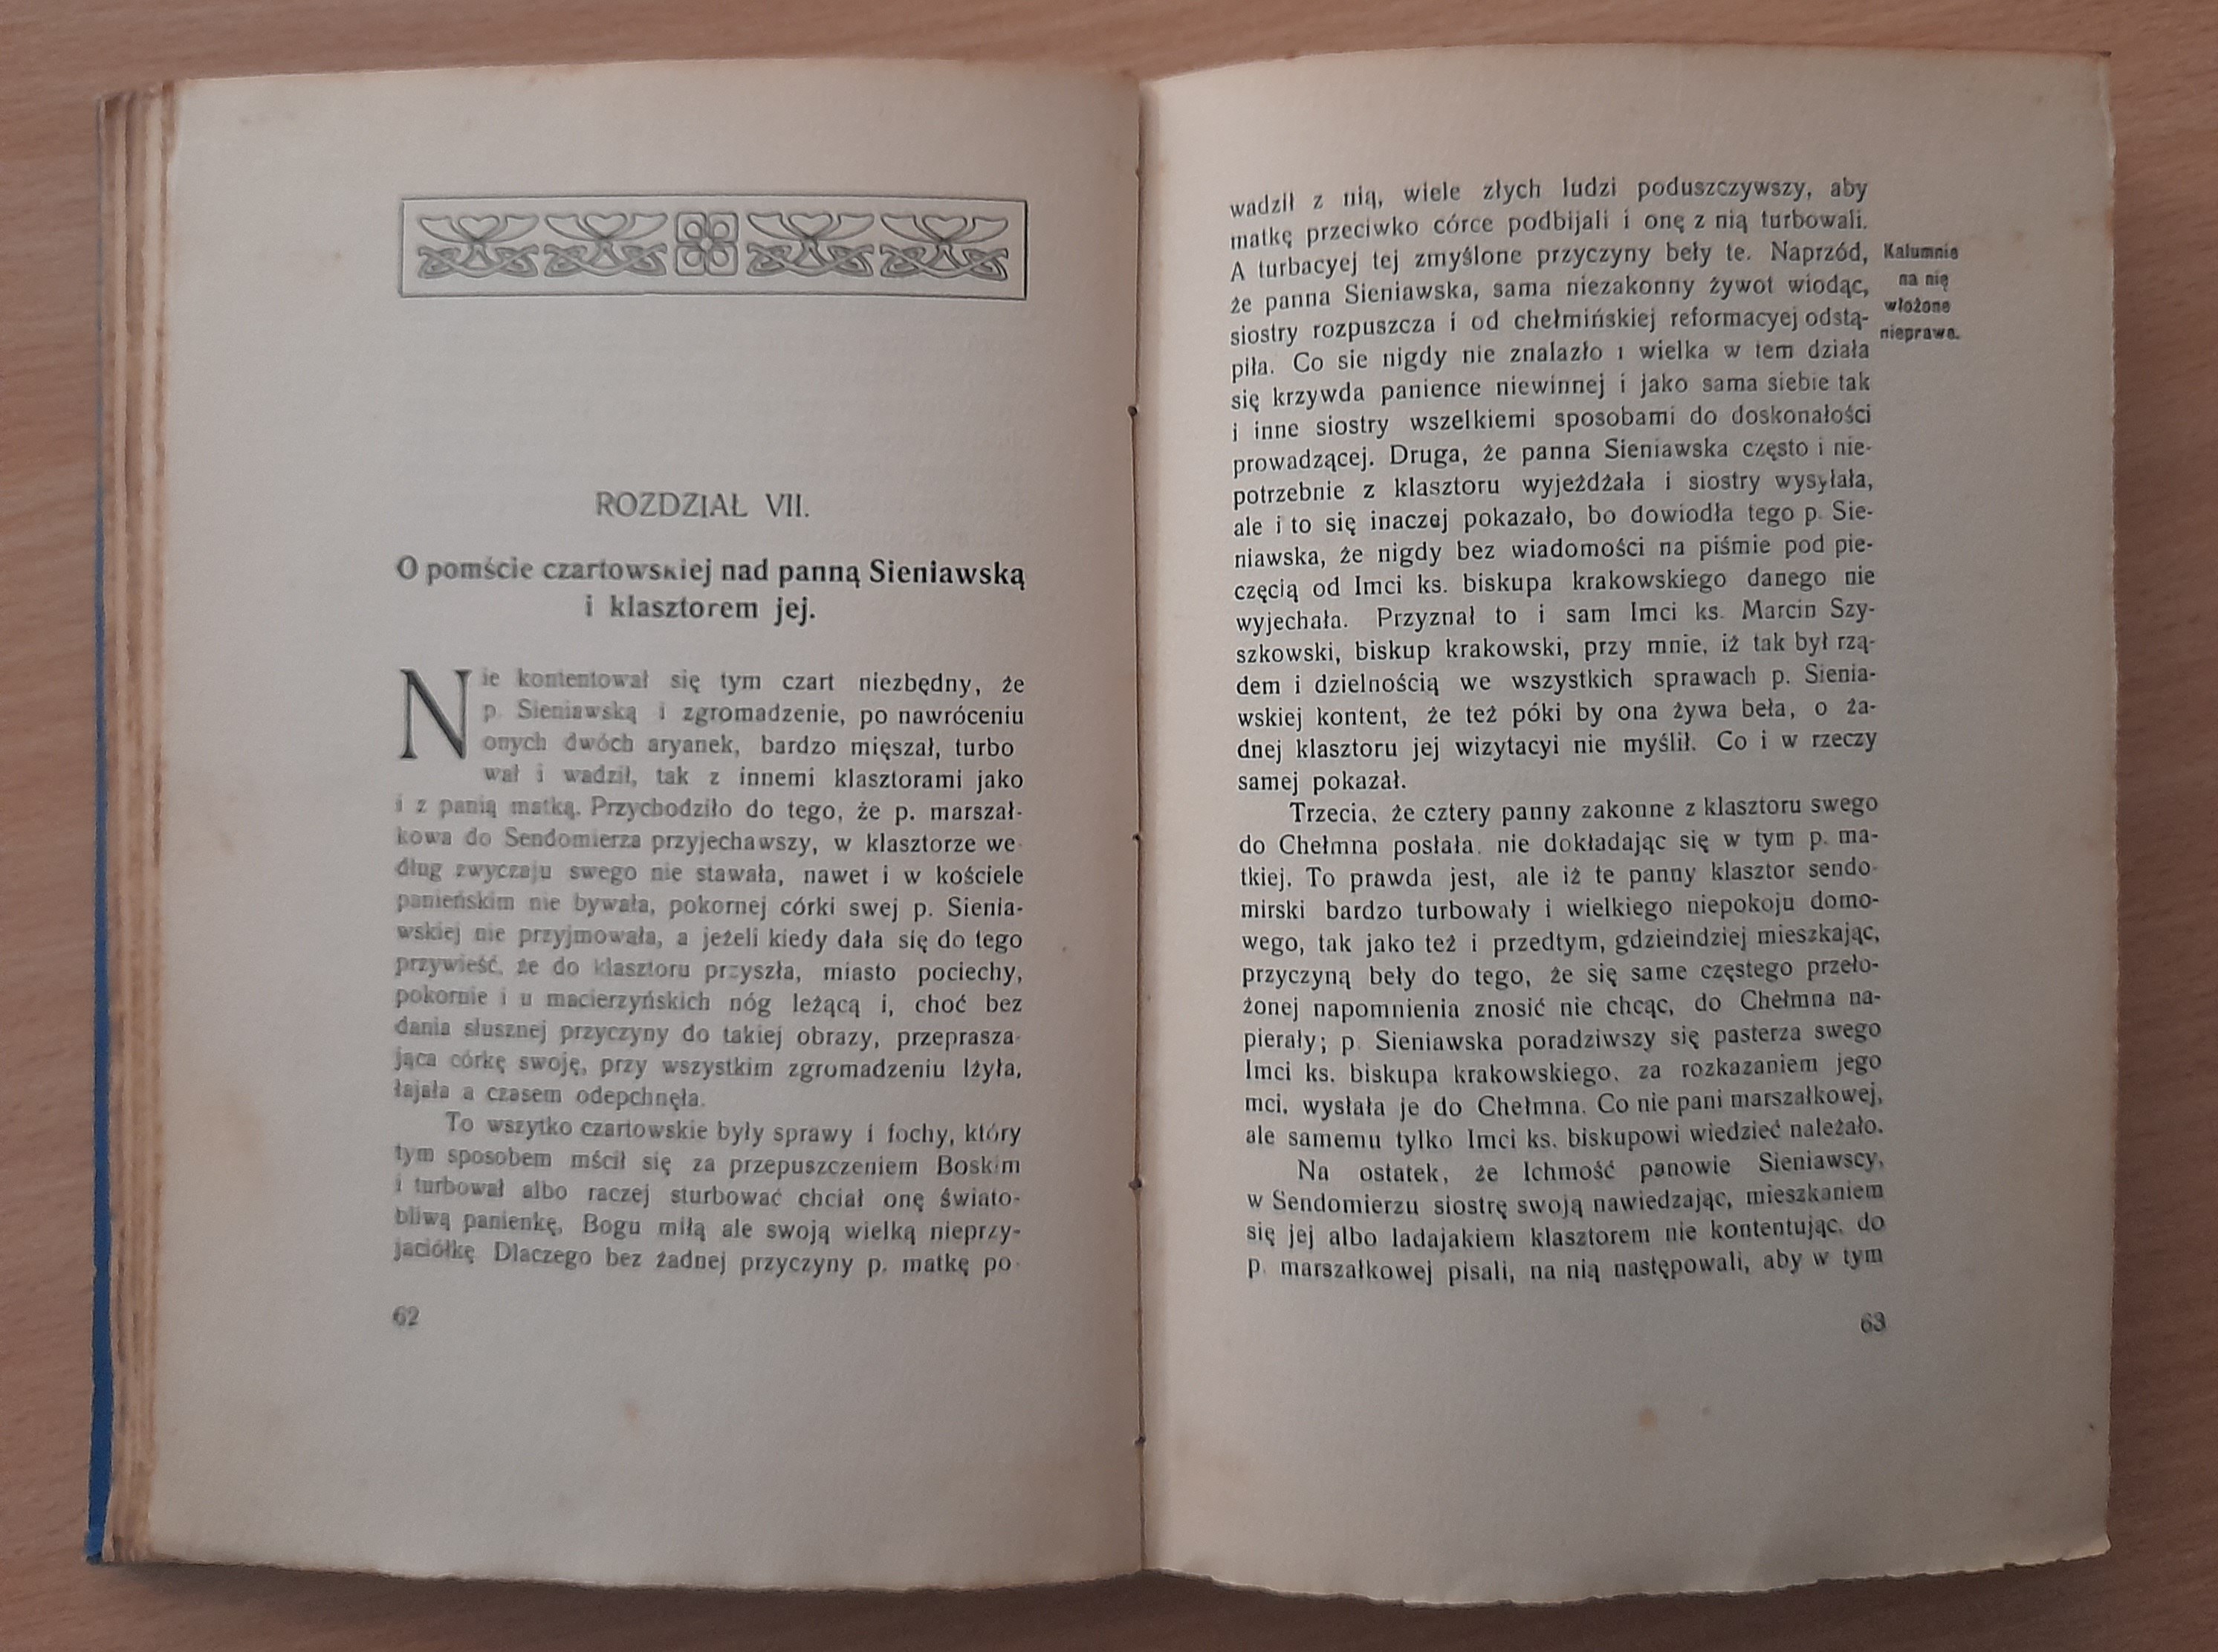 ROZDZIAŁ VII.
O pomście czartowskiej nad panną Sieniawską
i klasztorem jej.
Nie kontentował się tym czart niezbędny, że
p. Sieniawską i zgromadzenie, po nawróceniu
onych dwóch aryanek, bardzo mięszał, turbo
wał i wadził, tak z innemi klasztorami jako
i z panią matką. Przychodziło do tego, że p. marszał-
kowa do Sendomierza przyjechawszy, w klasztorze we
dług zwyczaju swego nie stawała, nawet i w kościele
panieńskim nie bywała, pokornej córki swej p. Sienia-
wskiej nie przyjmowała, a jeżeli kiedy dała się do tego
przywieść, że do klasztoru przyszła, miasto pociechy,
pokornie i u macierzyńskich nóg leżącą i, choć bez
dania słusznej przyczyny do takiej obrazy, przeprasza-
jąca córkę swoję, przy wszystkim zgromadzeniu lżyła,
łajała a czasem odepchnęła.
To wszytko czartowskie były sprawy i fochy, który
tym sposobem mścił się za przepuszczeniem Boskim
i turbował albo raczej sturbować chciał onę świato-
bliwą panienkę, Bogu miłą ale swoją wielką nieprzy-
jaciółkę Dlaczego bez żadnej przyczyny p. matkę po-
62
wadził z nią, wiele złych ludzi poduszczywszy, aby
matkę przeciwko córce podbijali i onę z nią turbowali.
A turbacyej tej zmyślone przyczyny beły te. Naprzód,
że panna Sieniawska, sama niezakonny żywot wiodąc,
siostry rozpuszcza i od chełmińskiej reformacyej odstą-
piła. Co sie nigdy nie znalazło i wielka w tem działa
się krzywda panience niewinnej i jako sama siebie tak
i inne siostry wszelkiemi sposobami do doskonałości
prowadzącej. Druga, że panna Sieniawska często i nie-
potrzebnie z klasztoru wyjeżdżała i siostry wysyłała,
ale i to się inaczej pokazało, bo dowiodła tego p. Sie-
niawska, że nigdy bez wiadomości na piśmie pod pie-
częcią od Imci ks. biskupa krakowskiego danego nie
wyjechała. Przyznał to i sam Imci ks. Marcin Szy-
szkowski, biskup krakowski, przy mnie, iż tak był rzą-
dem i dzielnością we wszystkich sprawach p. Sienia-
wskiej kontent, że też póki by ona żywa beła, o ża-
dnej klasztoru jej wizytacyi nie myślił. Co i w rzeczy
samej pokazał.
Trzecia, że cztery panny zakonne z klasztoru swego
do Chełmna posłała, nie dokładając się w tym p. ma-
tkiej. To prawda jest, ale iż te panny klasztor sendo-
mirski bardzo turbowały i wielkiego niepokoju domo-
wego, tak jako też i przedtym, gdzieindziej mieszkając,
przyczyną beły do tego, że się same częstego przeło-
żonej napomnienia znosić nie chcąc, do Chełmna na-
pierały; p. Sieniawska poradziwszy się pasterza swego
Imci ks. biskupa krakowskiego, za rozkazaniem jego
mci, wysłała je do Chełmna. Co nie pani marszałkowej,
ale samemu tylko Imci ks. biskupowi wiedzieć należało.
Na ostatek, że Ichmość panowie Sieniawscy,
w Sendomierzu siostrę swoją nawiedzając, mieszkaniem
się jej albo ladajakiem klasztorem nie kontentując, do
p. marszałkowej pisali, na nią następowali, aby w tym
Kalumnie
na nię
włożone
nieprawe.
63